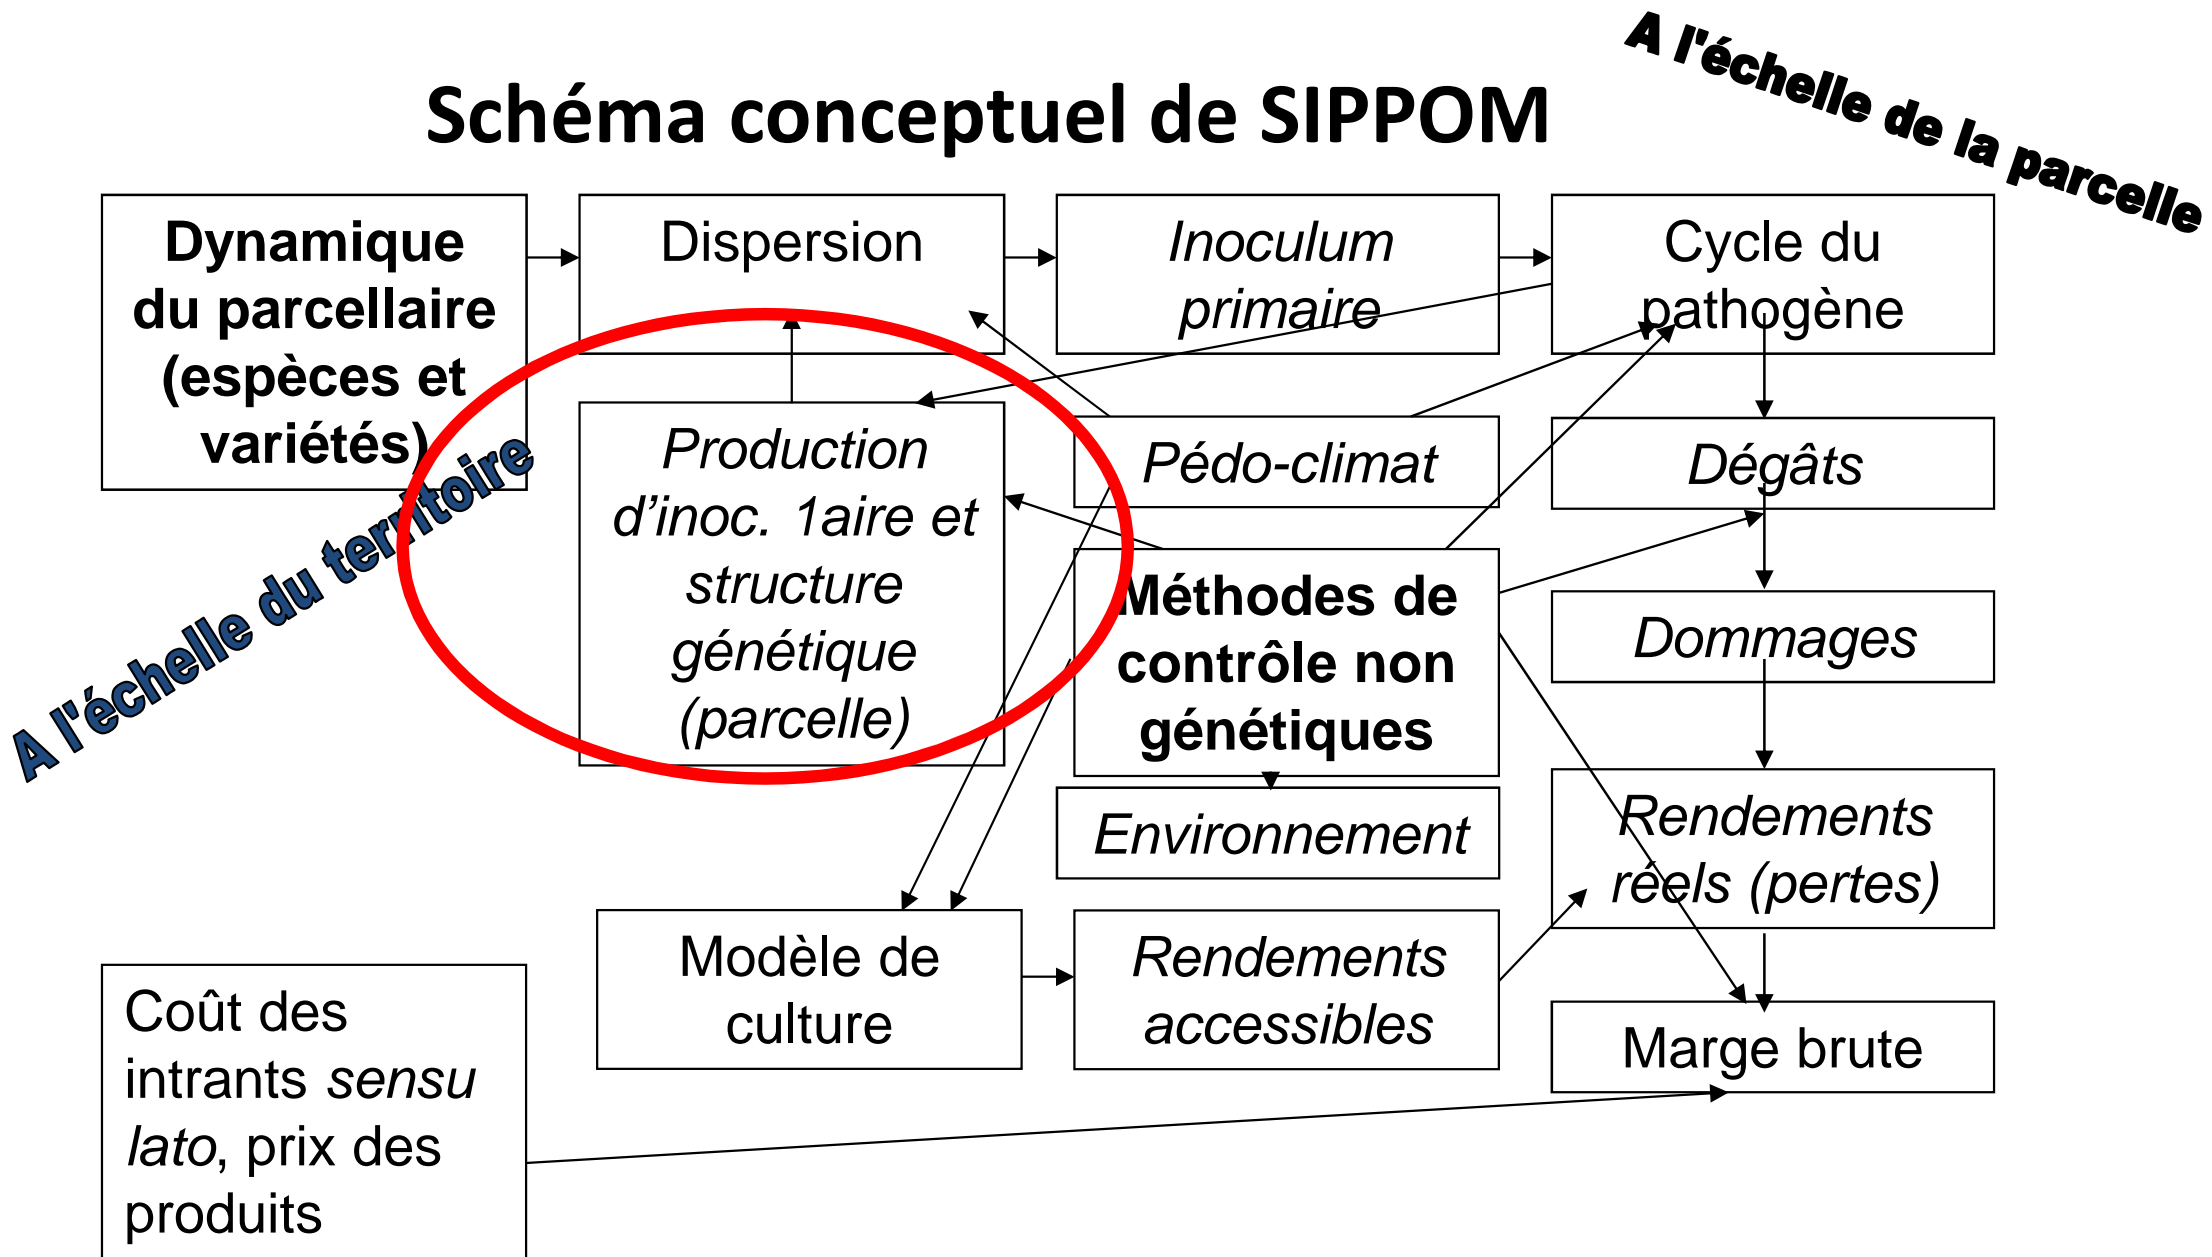 A l'échelle de la parcelle
Schéma conceptuel de SIPPOM
Dynamique
du parcellaire
(espèces et
variétés)
Dispersion
Inoculum
primaire
Cycle du
pathogène
A l'échelle du territoire
Production
d’inoc. 1aire et
structure
génétique
(parcelle)
Pédo-climat
Dégâts
Méthodes de
contrôle non
génétiques
Dommages
Environnement
Rendements
réels (pertes)
Modèle de
culture
Rendements
accessibles
Marge brute
Coût des
intrants sensu
lato, prix des
produits